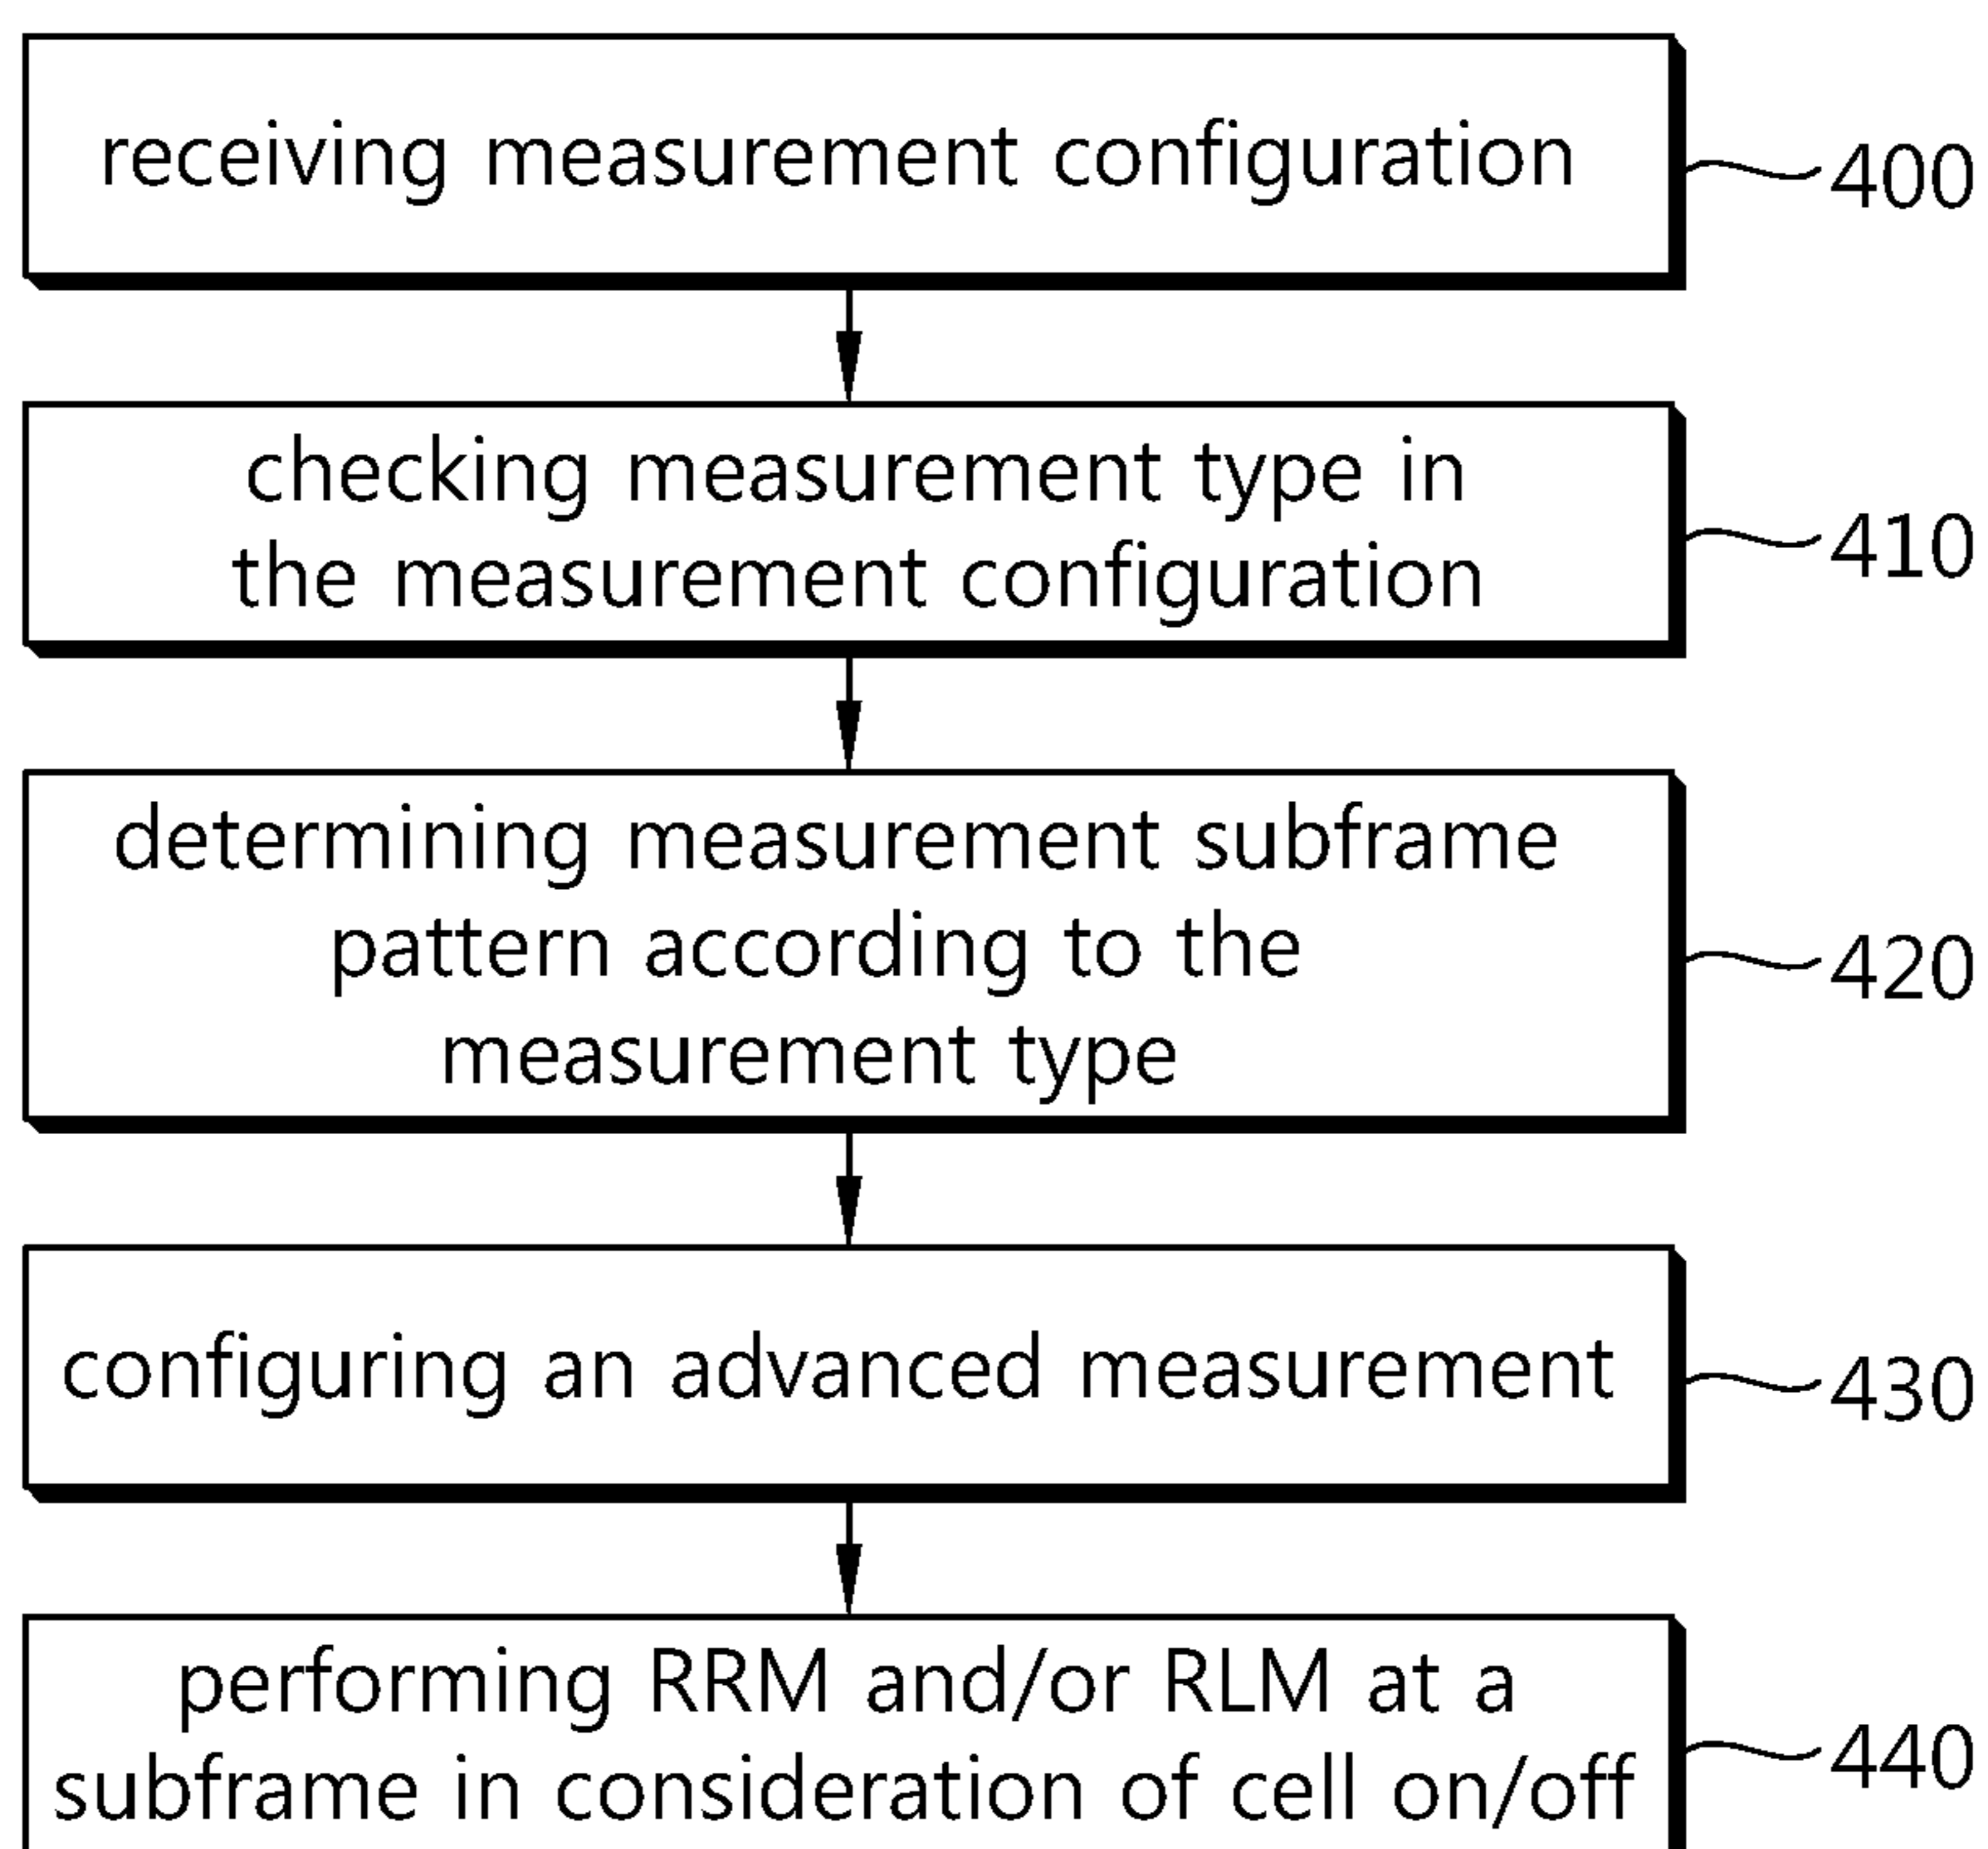 receiving measurement configuration
400
checking measurement type in
the measurement configuration
410
determining measurement subframe
pattern according to the
measurement type
420
configuring an advanced measurement
430
performing RRM and/or RLM at a
subframe in consideration of cell on/off
440